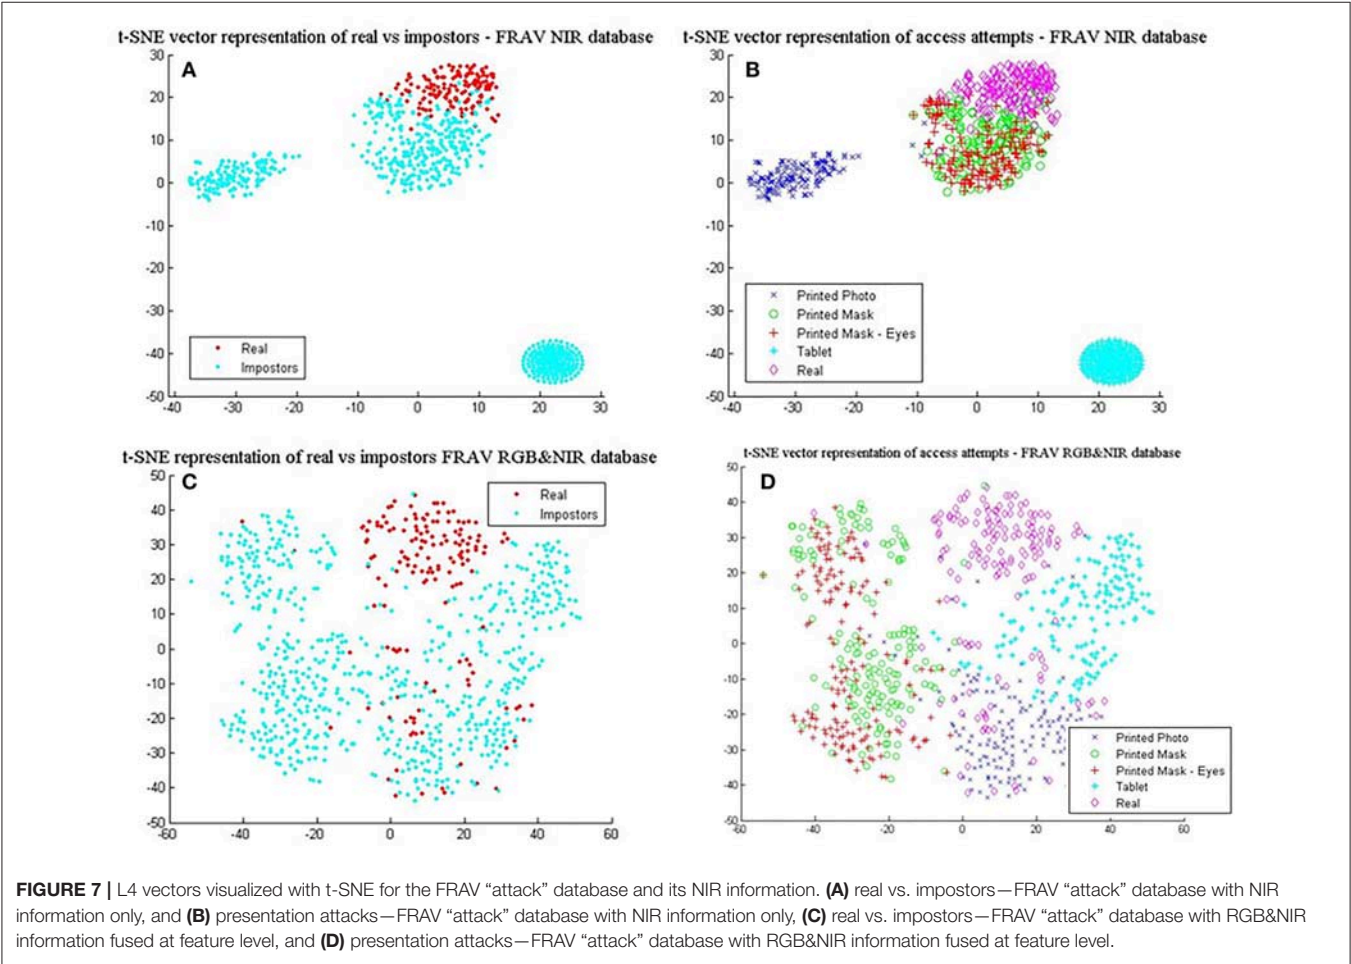 t-SNE vector representation of real vs impostors - FRAV NIR database
A
30
20
10
0
-10
-20
-30
-40
-50
Real
Impostors
-40 -30 -20 -10 0 10 20 30
t-SNE vector representation of access attempts - FRAV NIR database
B
30
20
10
0
-10
-20
-30
-40
-50
Printed Photo
Printed Mask
Printed Mask - Eyes
Tablet
Real
-40 -30 -20 -10 0 10 20 30
t-SNE representation of real vs impostors FRAV RGB&NIR database
C
50
40
30
20
10
0
-10
-20
-30
-40
-50
Real
Impostors
-60 -40 -20 0 20 40 60
t-SNE vector representation of access attempts - FRAV RGB&NIR database
D
50
40
30
20
10
0
-10
-20
-30
-40
-50
Printed Photo
Printed Mask
Printed Mask - Eyes
Tablet
Real
-60 -40 -20 0 20 40 60
FIGURE 7 | L4 vectors visualized with t-SNE for the FRAV “attack” database and its NIR information. (A) real vs. impostors—FRAV “attack” database with NIR
information only, and (B) presentation attacks—FRAV “attack” database with NIR information only, (C) real vs. impostors—FRAV “attack” database with RGB&NIR
information fused at feature level, and (D) presentation attacks—FRAV “attack” database with RGB&NIR information fused at feature level.